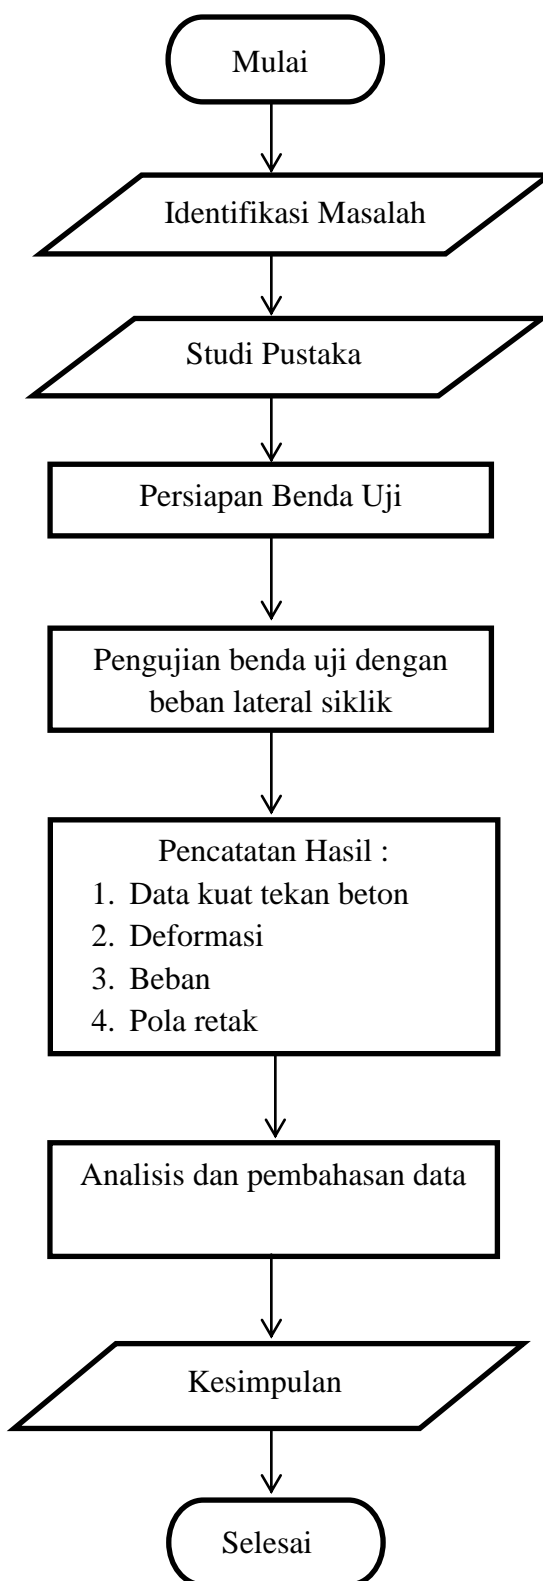 Mulai
Identifikasi Masalah
Studi Pustaka
Persiapan Benda Uji
Pengujian benda uji dengan
beban lateral siklik
Pencatatan Hasil :
1. Data kuat tekan beton
2. Deformasi
3. Beban
4. Pola retak
Analisis dan pembahasan data
Kesimpulan
Selesai